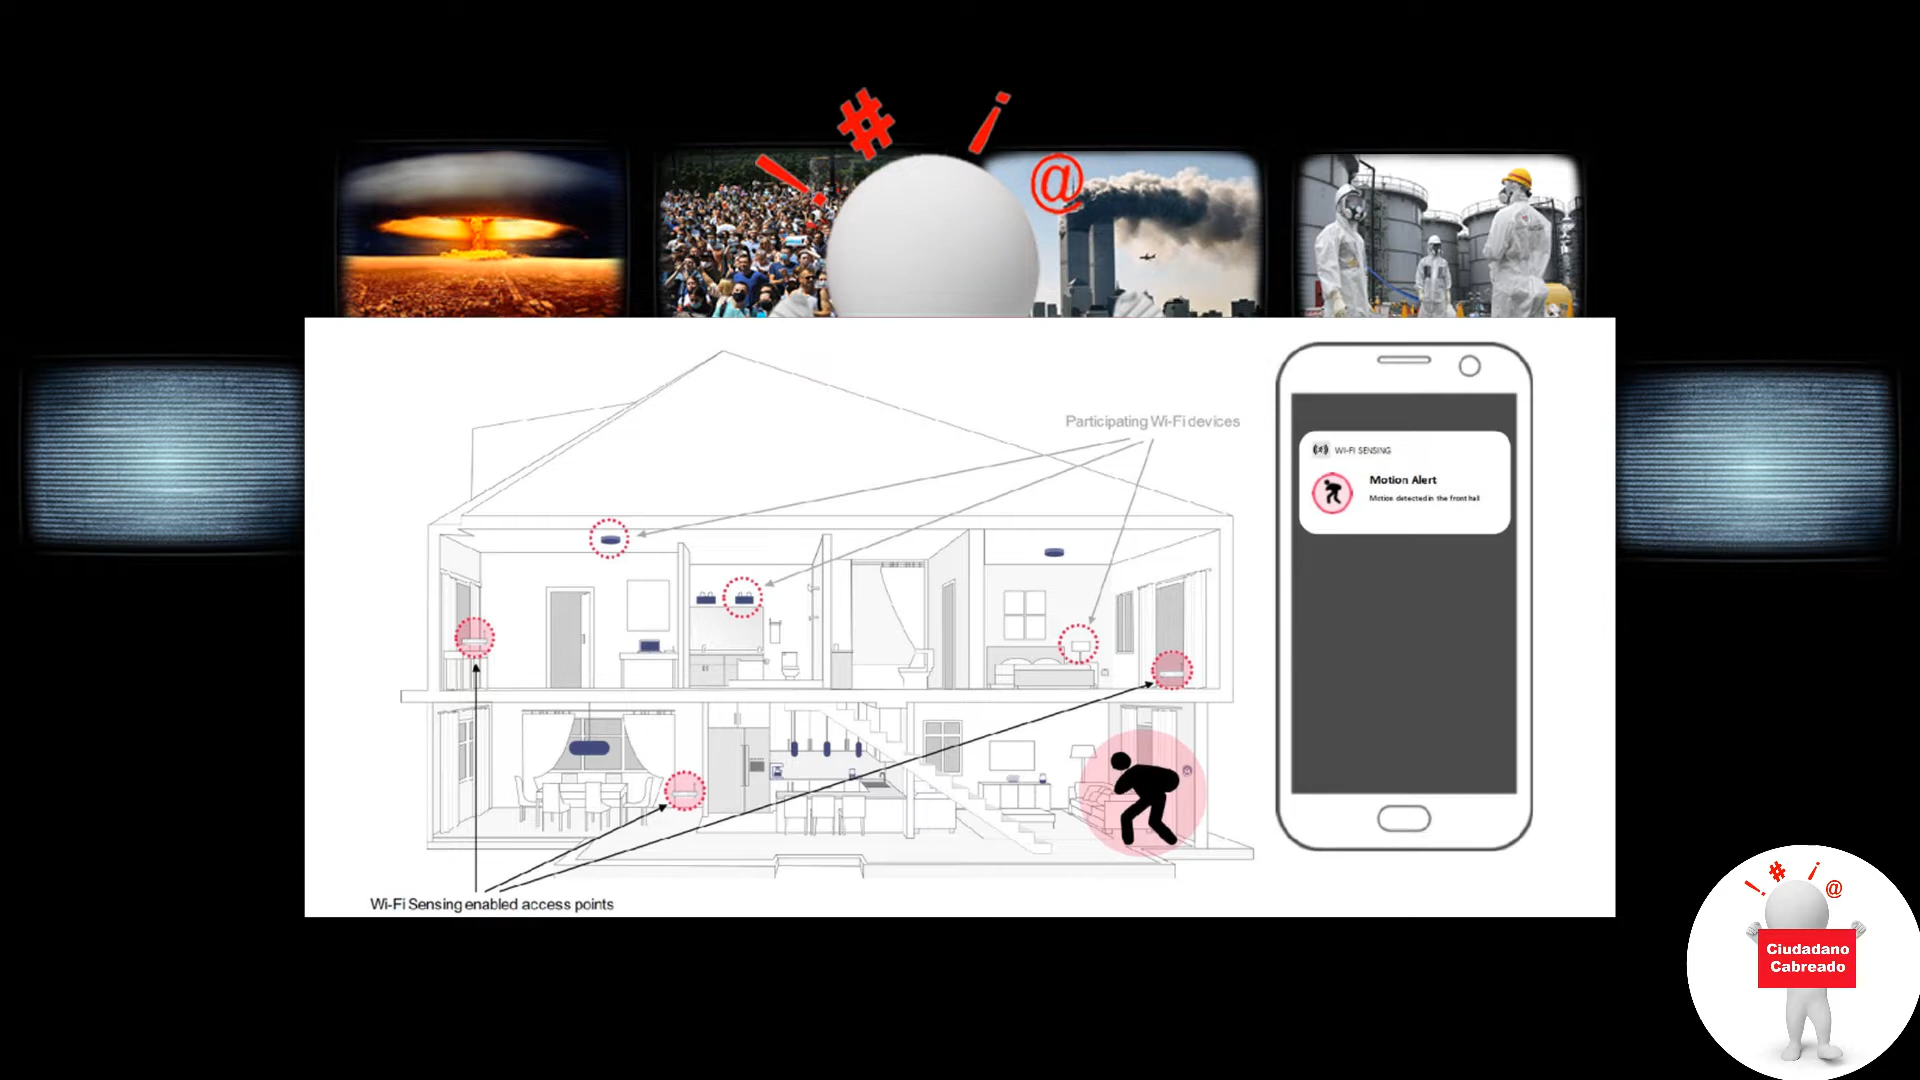 ! # ¡ @
Participating Wi-Fi devices
WI-FI SENSING
Motion Alert
Motion detected in the front hall
Wi-Fi Sensing enabled access points
! # ¡ @
Ciudadano
Cabreado